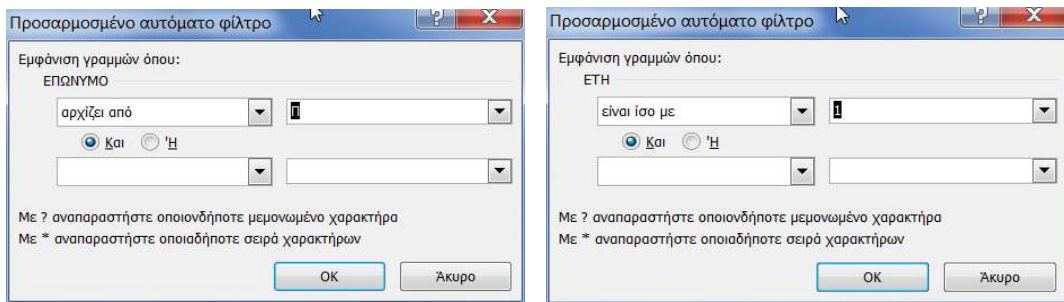 Προσαρμοσμένο αυτόματο φίλτρο
?
X
Εμφάνιση γραμμών όπου:
ΕΠΩΝΥΜΟ
αρχίζει από
Π
Και
Ή
Με ? αναπαραστήστε οποιονδήποτε μεμονωμένο χαρακτήρα
Με * αναπαραστήστε οποιαδήποτε σειρά χαρακτήρων
OK
Άκυρο
Προσαρμοσμένο αυτόματο φίλτρο
?
X
Εμφάνιση γραμμών όπου:
ΕΤΗ
είναι ίσο με
1
Και
Ή
Με ? αναπαραστήστε οποιονδήποτε μεμονωμένο χαρακτήρα
Με * αναπαραστήστε οποιαδήποτε σειρά χαρακτήρων
OK
Άκυρο